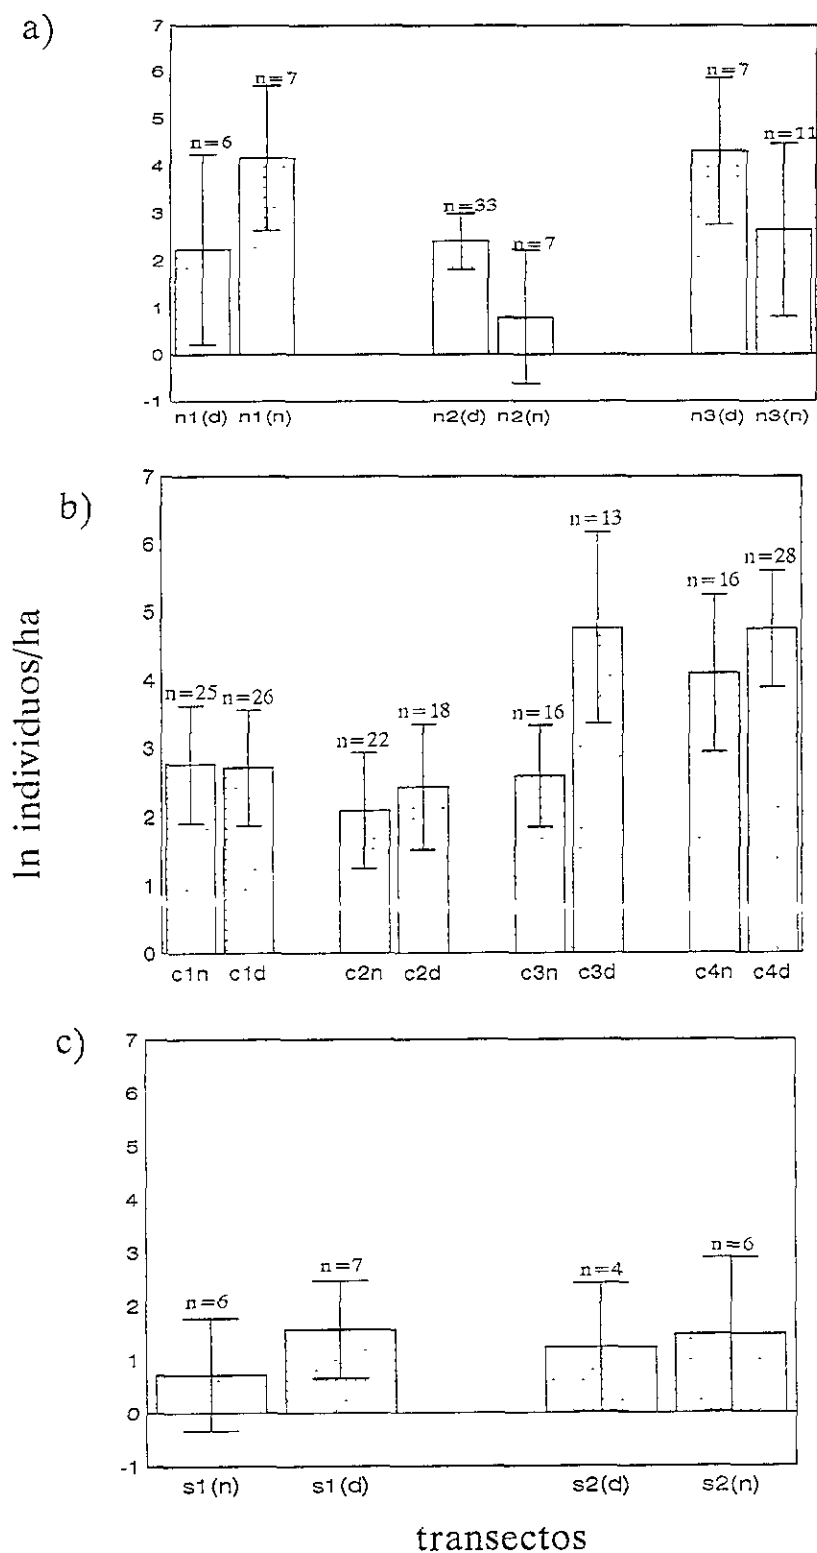 a)
7
6
5
4
3
2
1
0
-1
n=6
n=7
n=33
n=7
n=7
n=11
n1(d) n1(n) n2(d) n2(n) n3(d) n3(n)
b)
ln individuos/ha
7
6
5
4
3
2
1
0
n=25
n=26
n=22
n=18
n=16
n=13
n=16
n=28
c1n c1d c2n c2d c3n c3d c4n c4d
c)
7
6
5
4
3
2
1
0
-1
n=6
n=7
n=4
n=6
s1(n) s1(d) s2(d) s2(n)
transectos